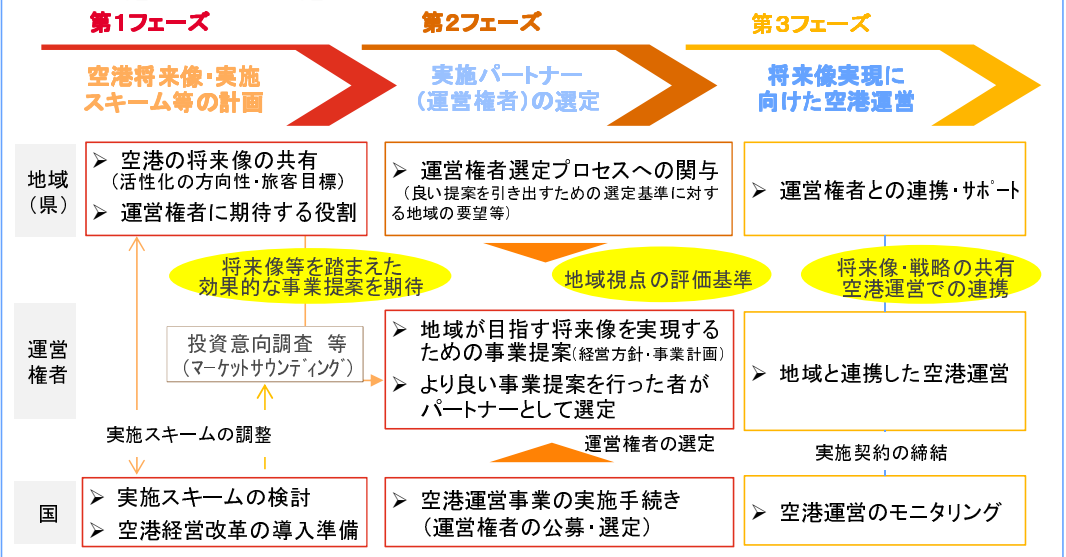 第1フェーズ
第2フェーズ
第3フェーズ
空港将来像・実施
スキーム等の計画
実施パートナー
（運営権者）の選定
将来像実現に
向けた空港運営
地域
（県）
➢ 空港の将来像の共有
（活性化の方向性・旅客目標）
➢ 運営権者に期待する役割
➢ 運営権者選定プロセスへの関与
（良い提案を引き出すための選定基準に対す
る地域の要望等）
➢ 運営権者との連携・サポート
将来像等を踏まえた
効果的な事業提案を期待
地域視点の評価基準
将来像・戦略の共有
空港運営での連携
運営
権者
投資意向調査 等
（マーケットサウンディング）
➢ 地域が目指す将来像を実現する
ための事業提案（経営方針・事業計画）
➢ より良い事業提案を行った者が
パートナーとして選定
➢ 地域と連携した空港運営
実施スキームの調整
運営権者の選定
実施契約の締結
国
➢ 実施スキームの検討
➢ 空港経営改革の導入準備
➢ 空港運営事業の実施手続き
（運営権者の公募・選定）
➢ 空港運営のモニタリング